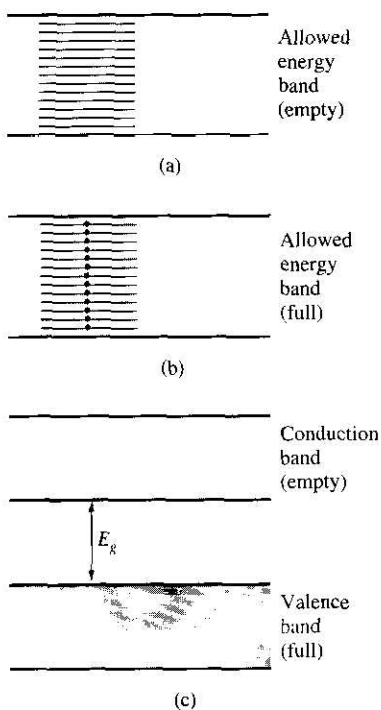 Allowed
energy
band
(empty)
(a)
Allowed
energy
band
(full)
(b)
Conduction
band
(empty)
E_g
Valence
band
(full)
(c)